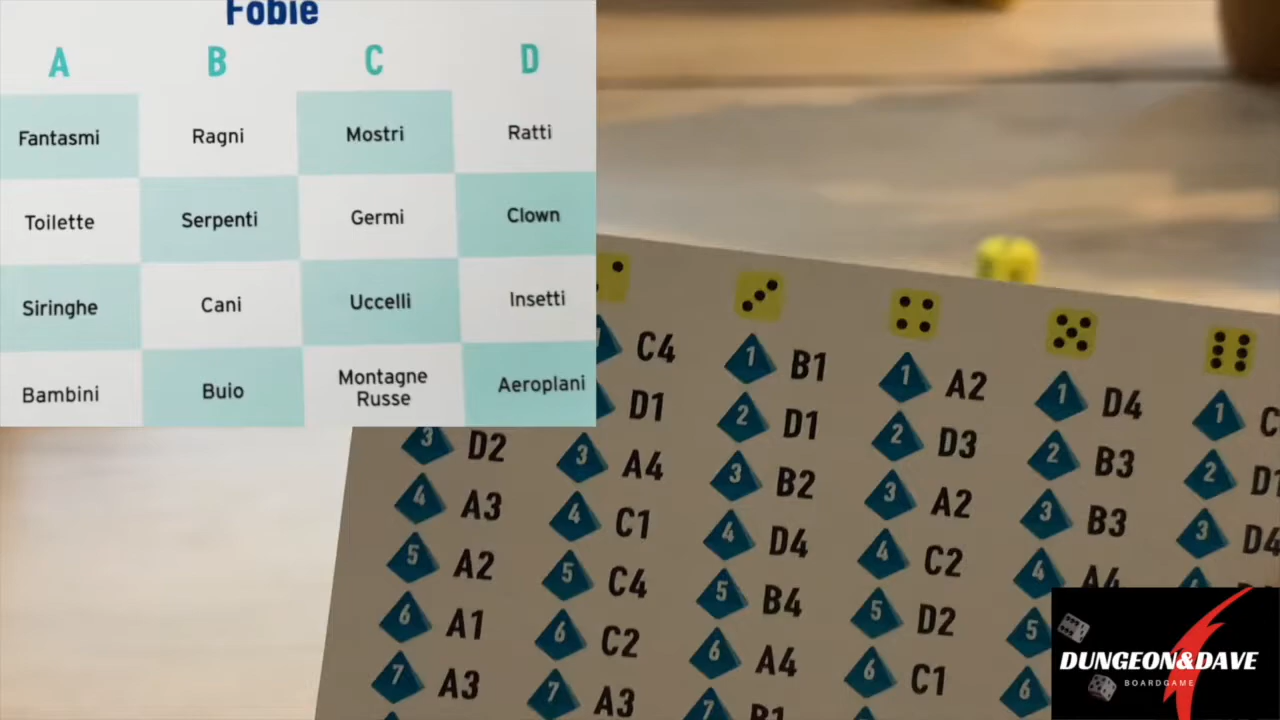 Fobie
A B C D
Fantasmi Ragni Mostri Ratti
Toilette Serpenti Germi Clown
Siringhe Cani Uccelli Insetti
Bambini Buio Montagne Russe Aeroplani
C4 1 B1 1 A2 1 D4 1
D1 2 D1 2 D3 2 B3 2 D1
3 D2 3 A4 3 B2 3 A2 3 B3 3 D4
4 A3 4 C1 4 D4 4 C2 4 A4
5 A2 5 C4 5 B4 5 D2 5
6 A1 6 C2 6 A4 6 C1 6
7 A3 7 A3 7 B1
DUNGEON&DAVE
BOARDGAME